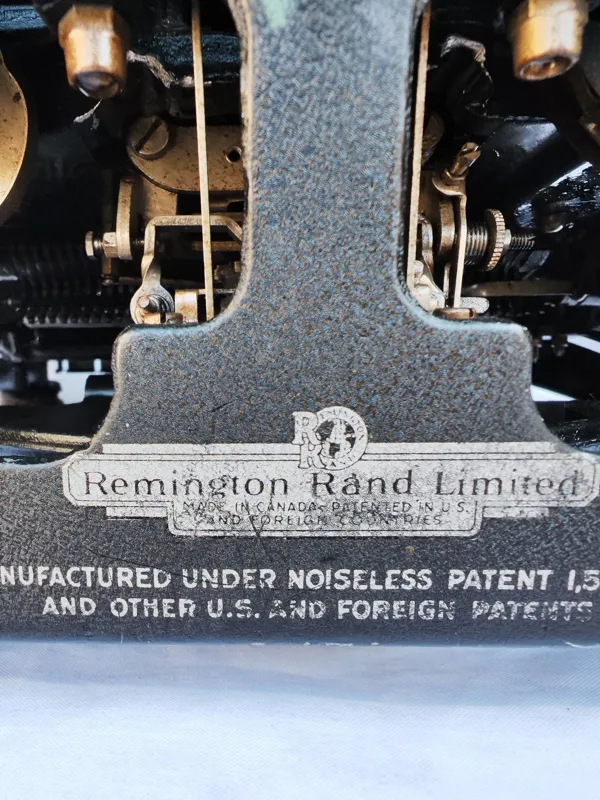 Remington Rand Limited
MADE IN CANADA, PATENTED IN U.S.
AND FOREIGN COUNTRIES
NUFACTURED UNDER NOISELESS PATENT 1,5
AND OTHER U.S. AND FOREIGN PATENTS